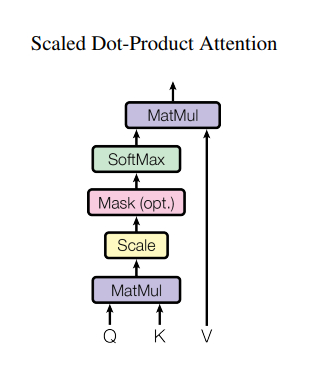 Scaled Dot-Product Attention
MatMul
SoftMax
Mask (opt.)
Scale
MatMul
Q K V